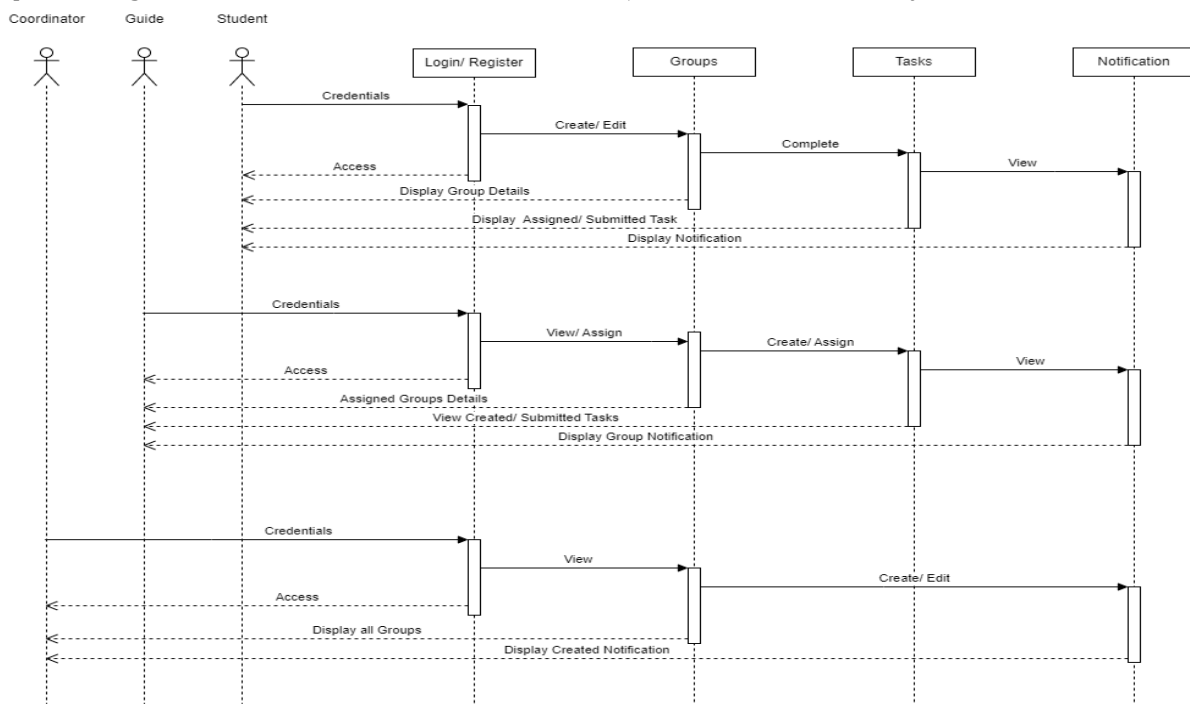 Coordinator Guide Student
Login/ Register Groups Tasks Notification
Credentials
Create/ Edit
Complete
View
Access
Display Group Details
Display Assigned/ Submitted Task
Display Notification
Credentials
View/ Assign
Create/ Assign
View
Access
Assigned Groups Details
View Created/ Submitted Tasks
Display Group Notification
Credentials
View
Create/ Edit
Access
Display all Groups
Display Created Notification